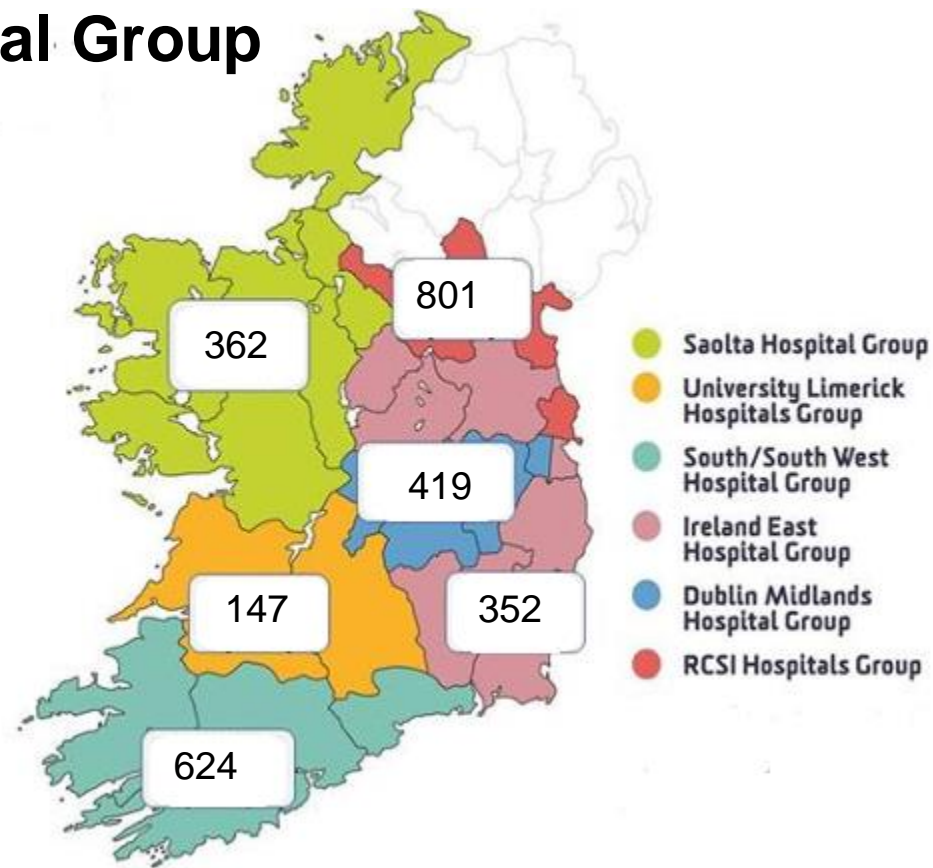 al Group
801
362
419
147
352
624
Saolta Hospital Group
University Limerick
Hospitals Group
South/South West
Hospital Group
Ireland East
Hospital Group
Dublin Midlands
Hospital Group
RCSI Hospitals Group